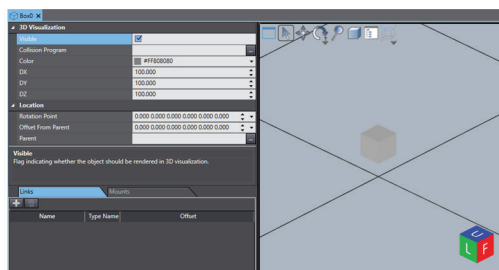 Box0
3D Visualization
Visible
Collision Program
Color #FF808080
DX 100.000
DY 100.000
DZ 100.000
Location
Rotation Point 0.000 0.000 0.000 0.000 0.000 0.000
Offset From Parent 0.000 0.000 0.000 0.000 0.000 0.000
Parent
Visible
Flag indicating whether the object should be rendered in 3D visualization.
Links Mounts
Name Type Name Offset
U
L F